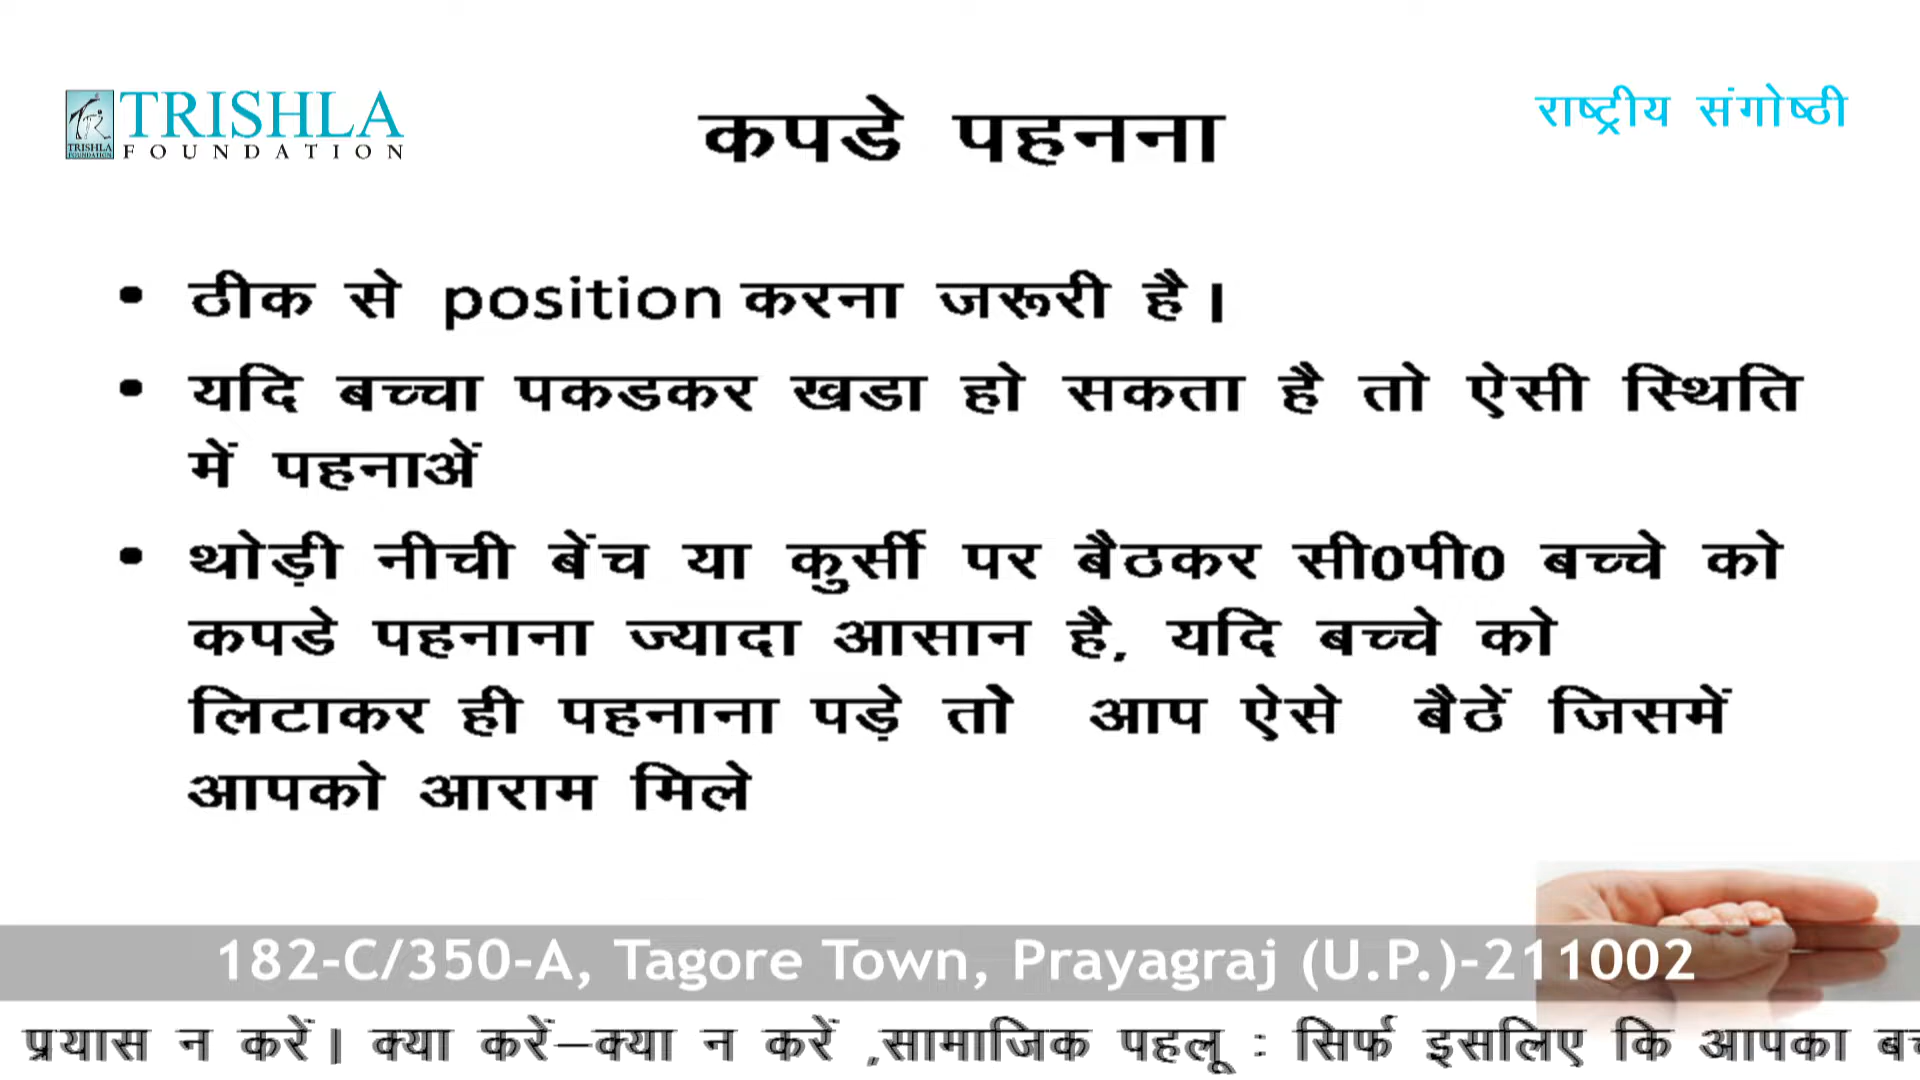 TRISHLA
FOUNDATION
TRISHLA
FOUNDATION
राष्ट्रीय संगोष्ठी
कपडे पहनना
• ठीक से position करना जरूरी है।
• यदि बच्चा पकडकर खडा हो सकता है तो ऐसी स्थिति
में पहनाअें
• थोड़ी नीची बेंच या कुर्सी पर बैठकर सी0पी0 बच्चे को
कपडे पहनाना ज्यादा आसान है, यदि बच्चे को
लिटाकर ही पहनाना पड़े तो आप ऐसे बैठें जिसमें
आपको आराम मिले
182-C/350-A, Tagore Town, Prayagraj (U.P.)-211002
प्रयास न करें। क्या करें–क्या न करें ,सामाजिक पहलू : सिर्फ इसलिए कि आपका